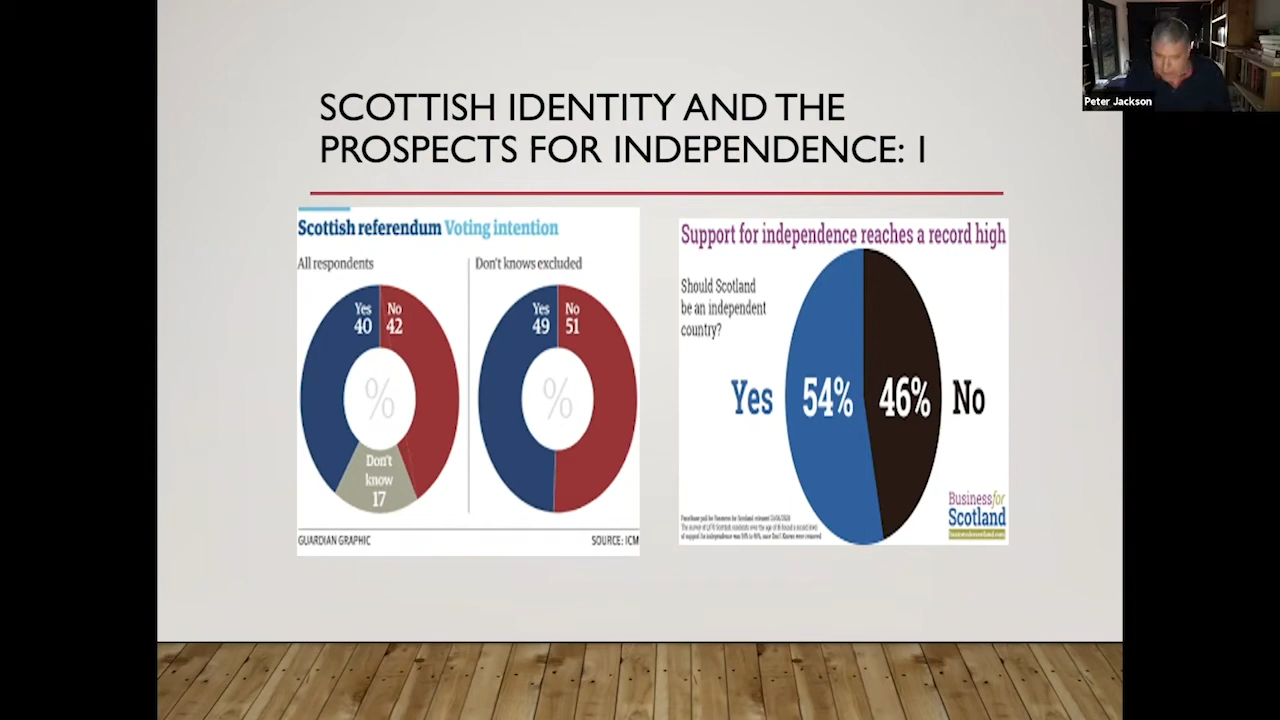 SCOTTISH IDENTITY AND THE
PROSPECTS FOR INDEPENDENCE: I
Peter Jackson
Scottish referendum Voting intention
All respondents
Don't knows excluded
Yes
40
No
42
Don't
know
17
%
Yes
49
No
51
%
GUARDIAN GRAPHIC
SOURCE: ICM
Support for independence reaches a record high
Should Scotland
be an independent
country?
Yes
54%
46%
No
Business for
Scotland